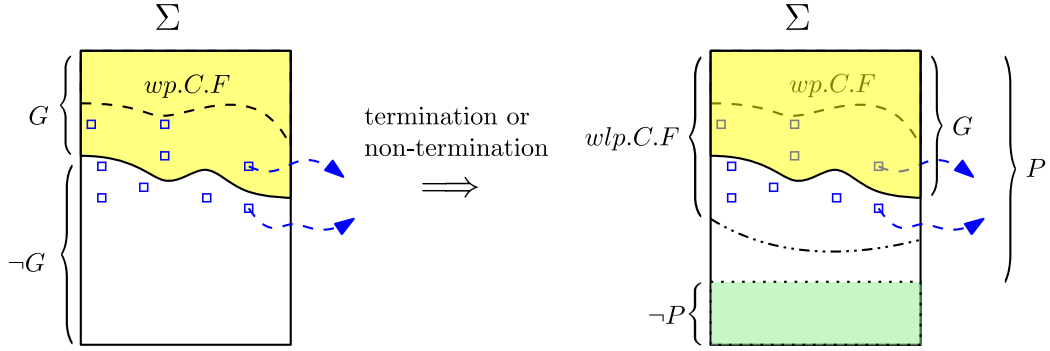 Σ
wp.C.F
G
¬G
termination or
non-termination
⟹
Σ
wp.C.F
wlp.C.F
G
P
¬P